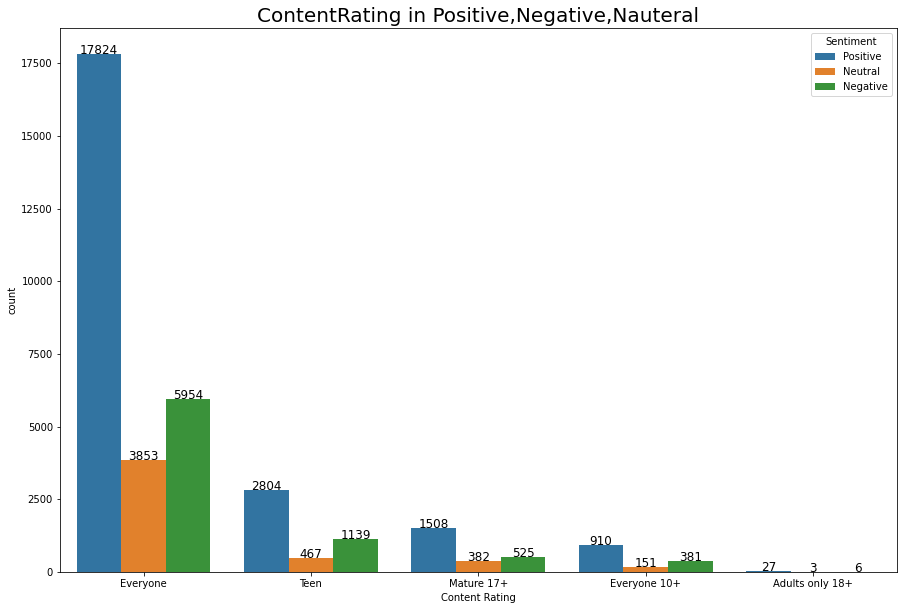 ContentRating in Positive,Negative,Nauteral
Sentiment
Positive
Neutral
Negative
count
17500
15000
12500
10000
7500
5000
2500
0
17824
3853
5954
2804
467
1139
1508
382
525
910
151
381
27
3
6
Everyone
Teen
Mature 17+
Everyone 10+
Adults only 18+
Content Rating